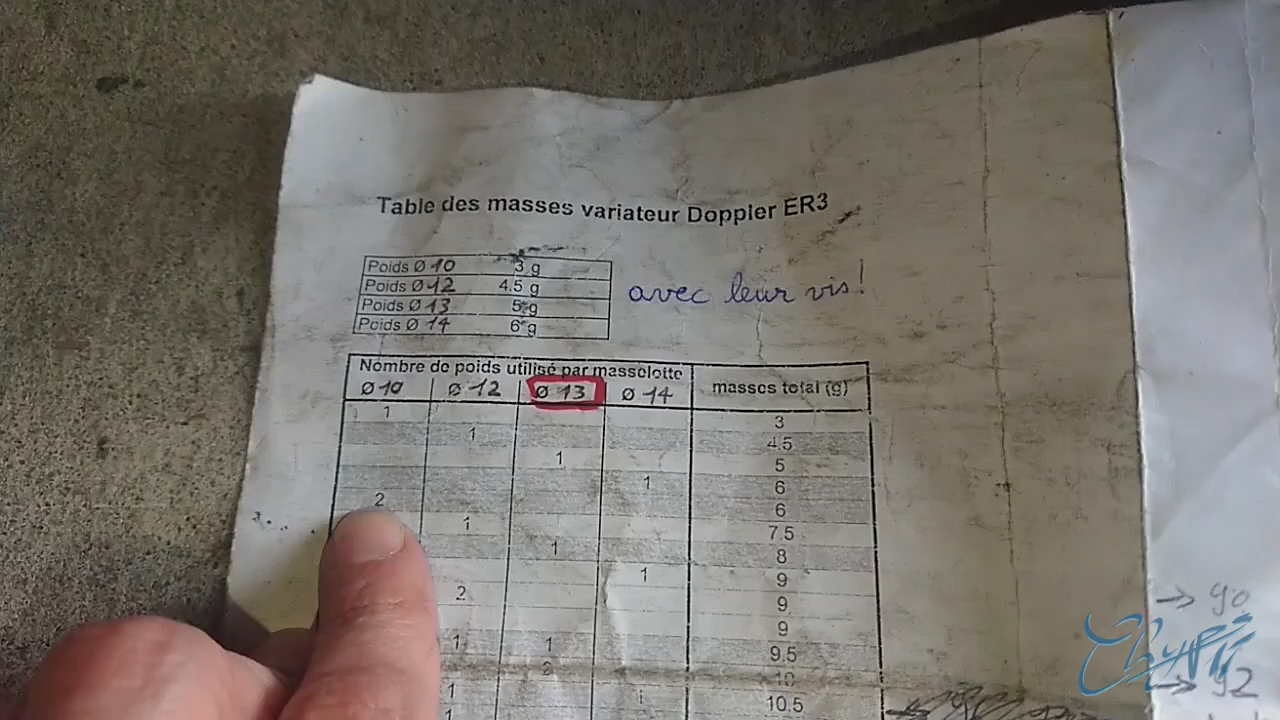 Table des masses variateur Doppler ER3
Poids Ø 10 3 g
Poids Ø 12 4.5 g
Poids Ø 13 5 g
Poids Ø 14 6 g
avec leur vis!
Nombre de poids utilisé par masselotte
masses total (g)
Ø 10 Ø 12 Ø 13 Ø 14
1 3
1 4.5
1 5
1 6
2 6
1 7.5
1 8
1 9
2 9
9
1 1 9.5
2 10
1 1 10.5
1
→ 90
→ 92